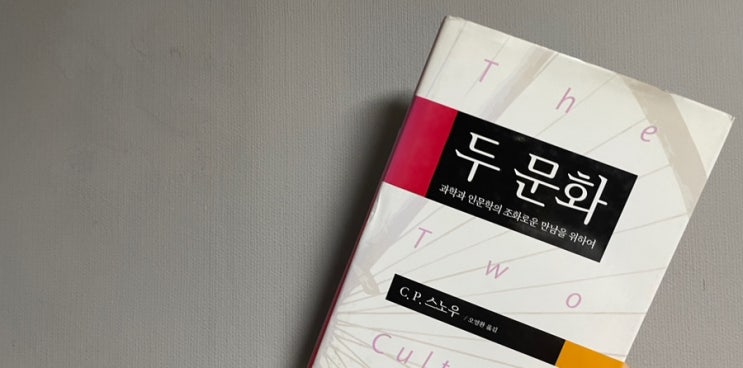 The
두 문화
과학과 인문학의 조화로운 만남을 위하여
Two
C. P. 스노우 / 오영환 옮김
Cult